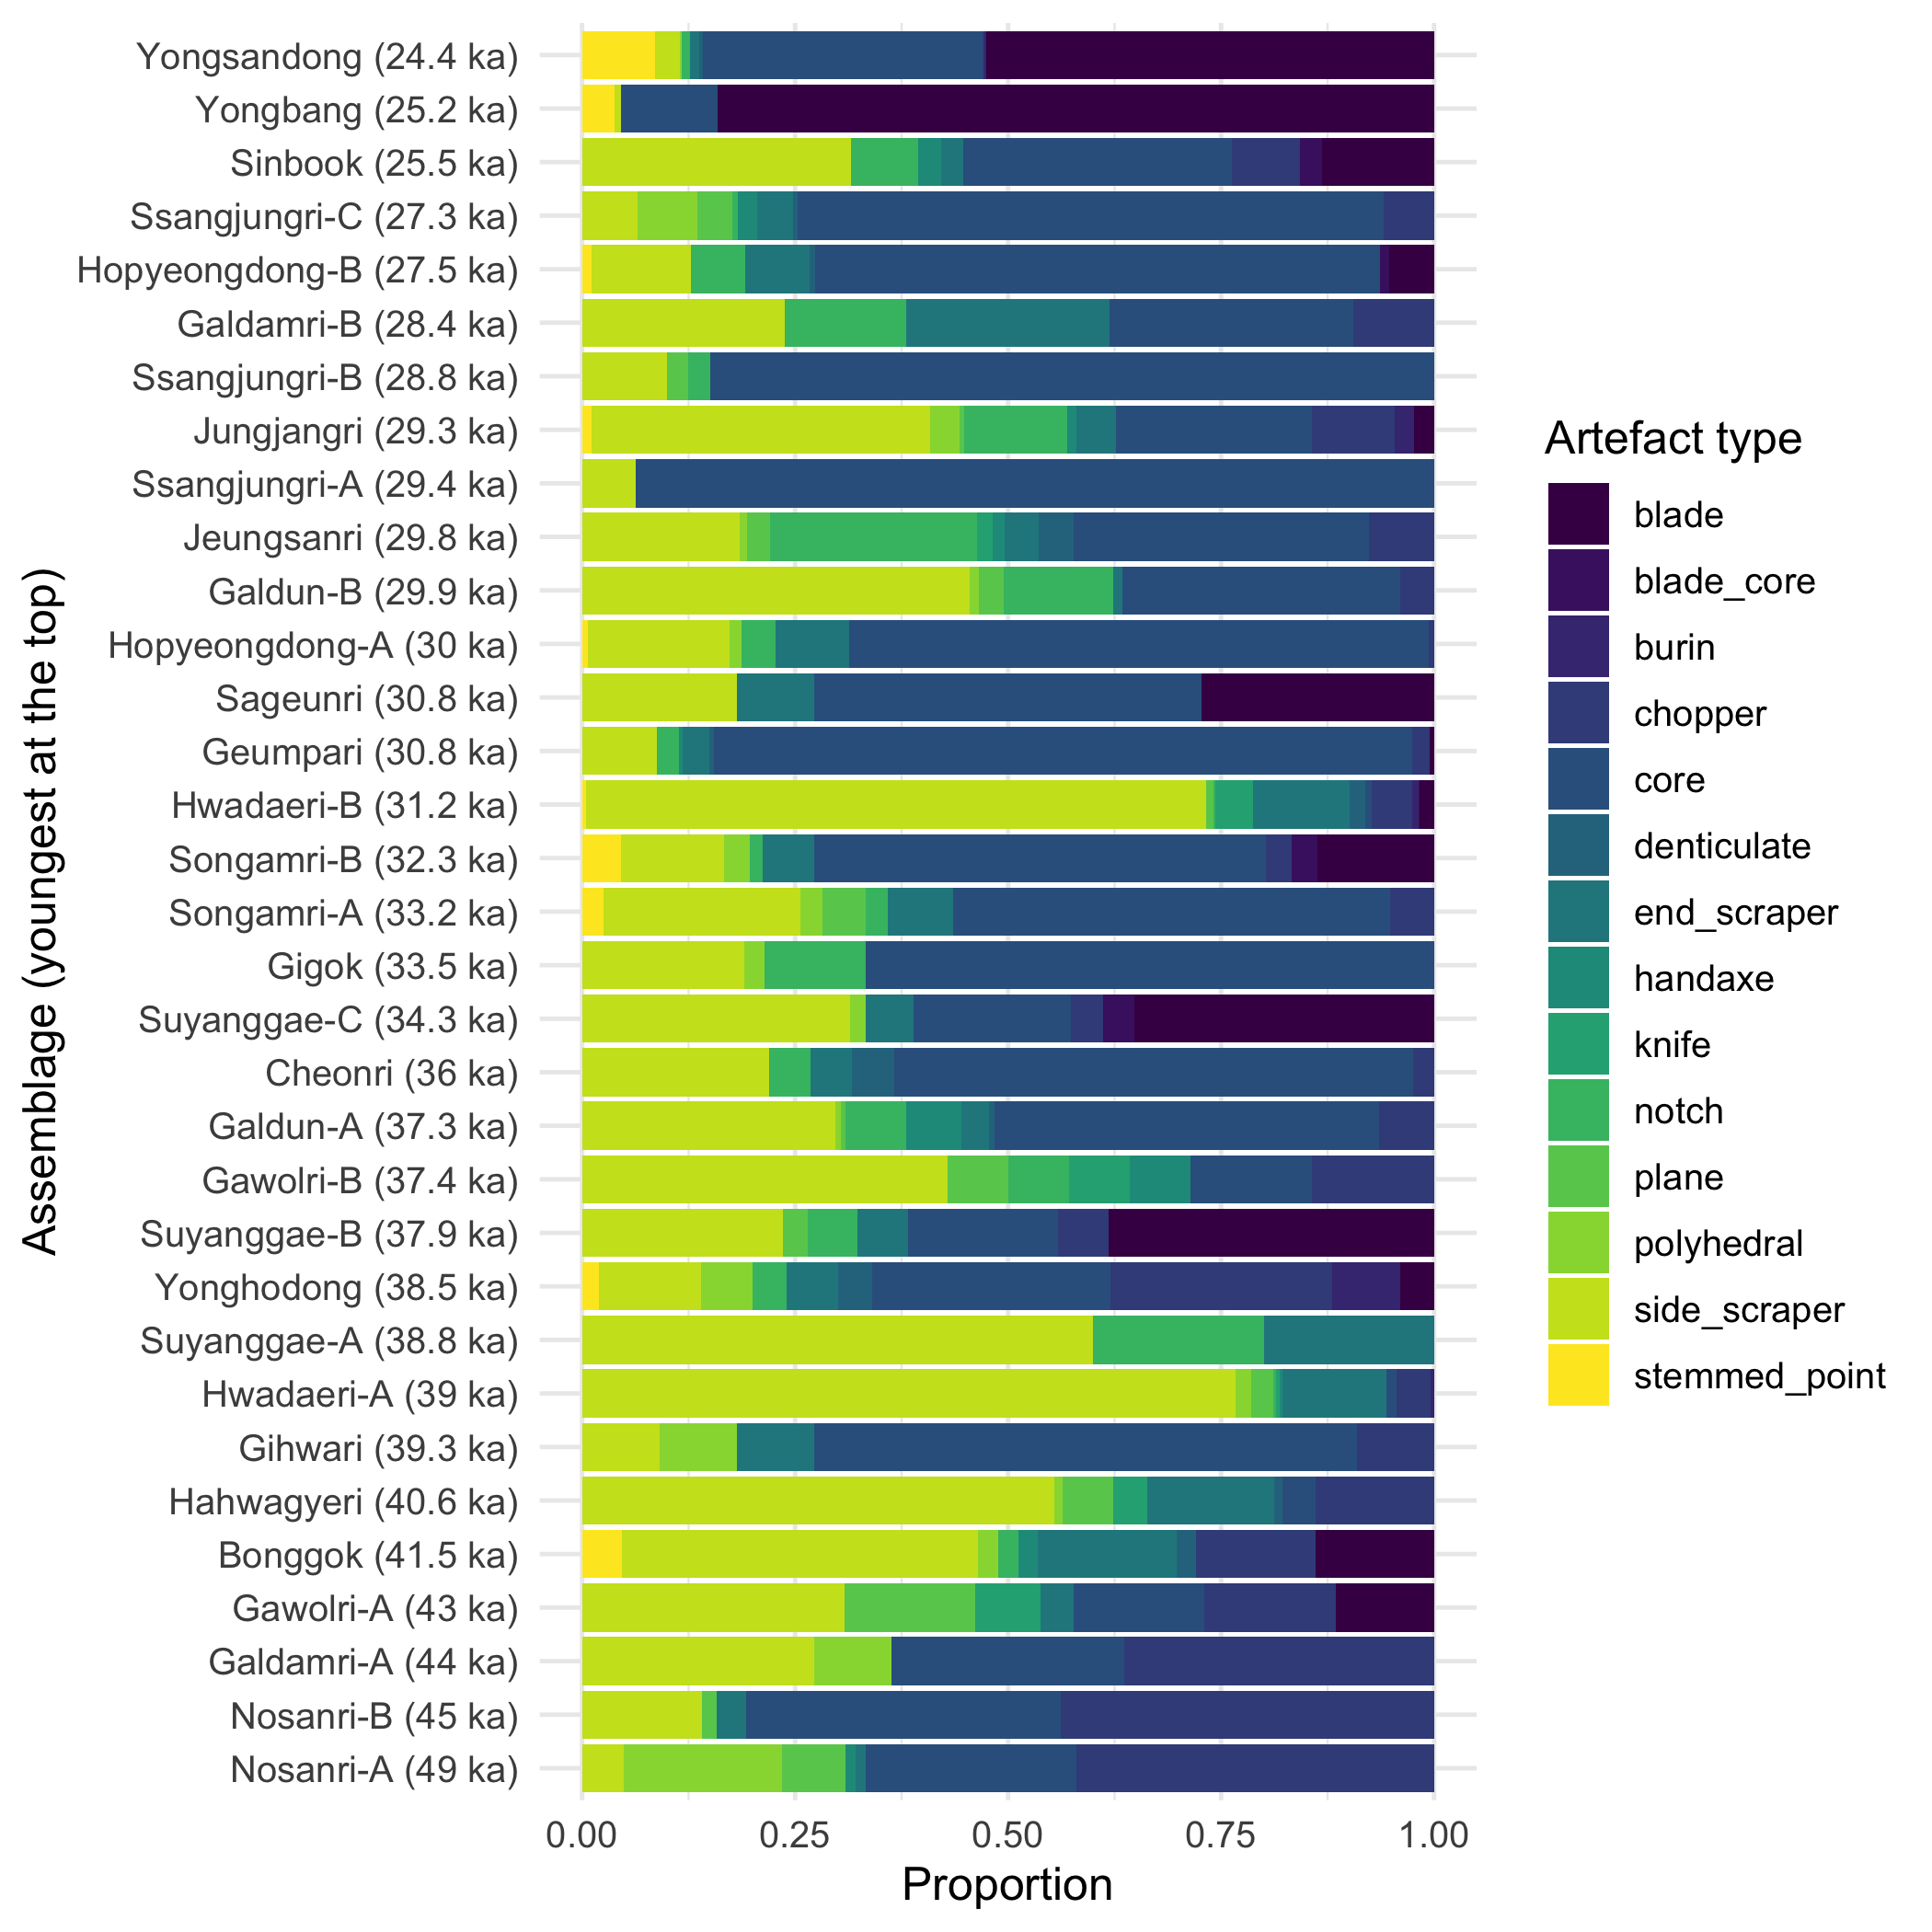 Assemblage (youngest at the top)
Yongsandong (24.4 ka)
Yongbang (25.2 ka)
Sinbook (25.5 ka)
Ssangjungri-C (27.3 ka)
Hopyeongdong-B (27.5 ka)
Galdamri-B (28.4 ka)
Ssangjungri-B (28.8 ka)
Jungjangri (29.3 ka)
Ssangjungri-A (29.4 ka)
Jeungsanri (29.8 ka)
Galdun-B (29.9 ka)
Hopyeongdong-A (30 ka)
Sageunri (30.8 ka)
Geumpari (30.8 ka)
Hwadaeri-B (31.2 ka)
Songamri-B (32.3 ka)
Songamri-A (33.2 ka)
Gigok (33.5 ka)
Suyanggae-C (34.3 ka)
Cheonri (36 ka)
Galdun-A (37.3 ka)
Gawolri-B (37.4 ka)
Suyanggae-B (37.9 ka)
Yonghodong (38.5 ka)
Suyanggae-A (38.8 ka)
Hwadaeri-A (39 ka)
Gihwari (39.3 ka)
Hahwagyeri (40.6 ka)
Bonggok (41.5 ka)
Gawolri-A (43 ka)
Galdamri-A (44 ka)
Nosanri-B (45 ka)
Nosanri-A (49 ka)
0.00 0.25 0.50 0.75 1.00
Proportion
Artefact type
blade
blade_core
burin
chopper
core
denticulate
end_scraper
handaxe
knife
notch
plane
polyhedral
side_scraper
stemmed_point